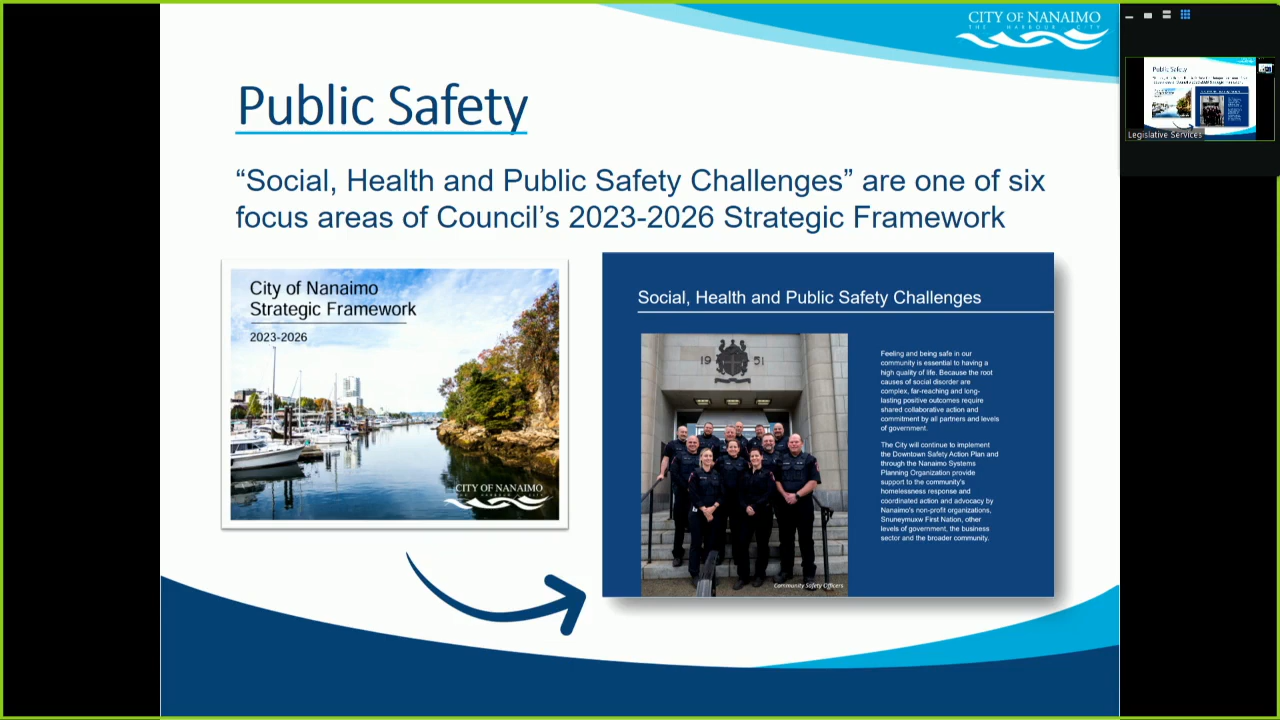 CITY OF NANAIMO
THE HARBOUR CITY
Public Safety
“Social, Health and Public Safety Challenges” are one of six
focus areas of Council’s 2023-2026 Strategic Framework
City of Nanaimo
Strategic Framework
2023-2026
CITY OF NANAIMO
THE HARBOUR CITY
Social, Health and Public Safety Challenges
19 51
Feeling and being safe in our
community is essential to having a
high quality of life. Because the root
causes of social disorder are
complex, far-reaching and long-
lasting positive outcomes require
shared collaborative action and
commitment by all partners and levels
of government.
The City will continue to implement
the Downtown Safety Action Plan and
through the Nanaimo Systems
Planning Organization provide
support to the community's
homelessness response and
coordinated action and advocacy by
Nanaimo's non-profit organizations,
Snuneymuxw First Nation, other
levels of government, the business
sector and the broader community.
Community Safety Officers
Public Safety
Legislative Services